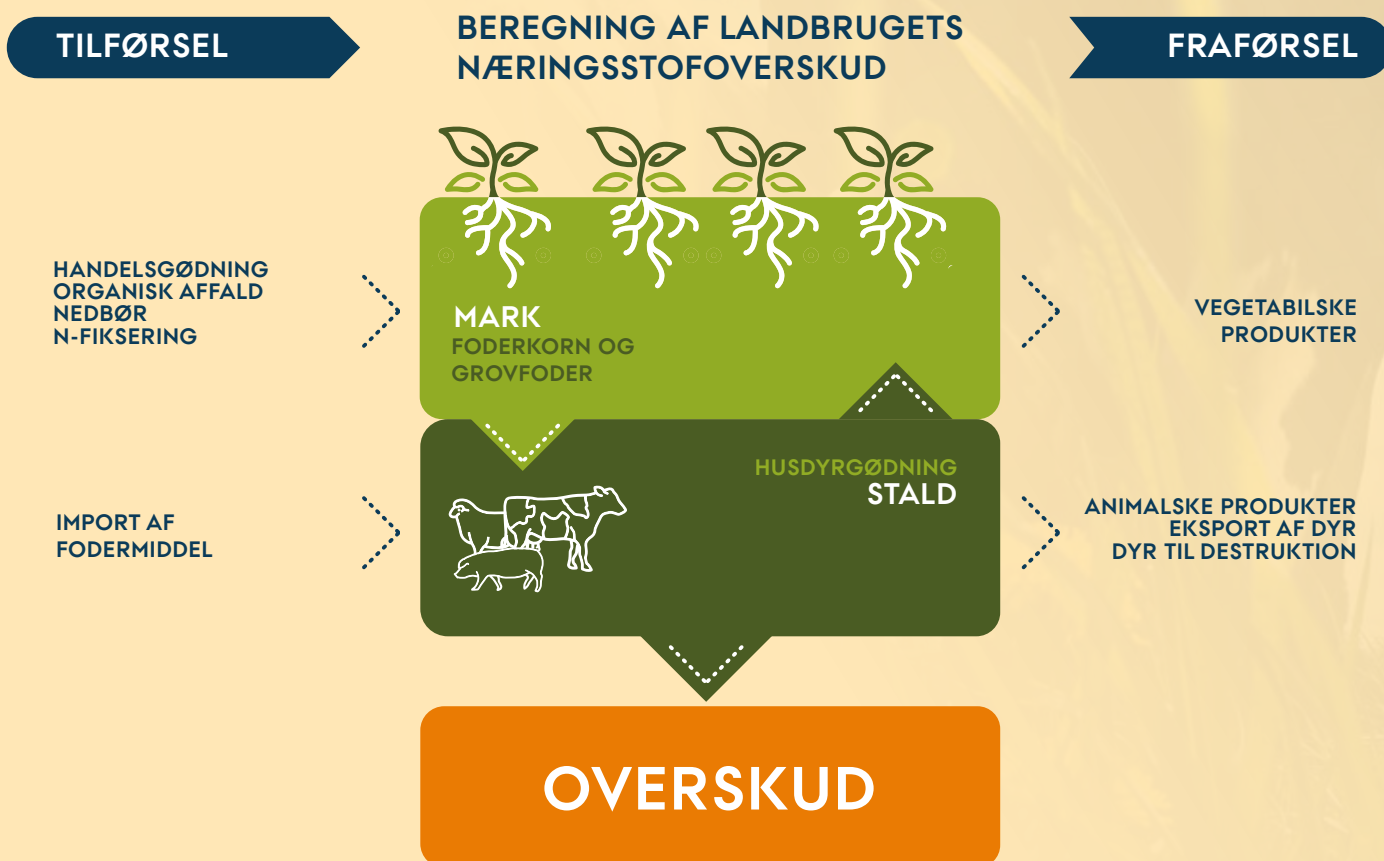 TILFØRSEL
BEREGNING AF LANDBRUGETS
NÆRINGSSTOFOVERSKUD
FRAFØRSEL
HANDELSGØDNING
ORGANISK AFFALD
NEDBØR
N-FIKSERING
MARK
FODERKORN OG
GROVFODER
VEGETABILSKE
PRODUKTER
IMPORT AF
FODERMIDDEL
HUSDYRGØDNING
STALD
ANIMALSKE PRODUKTER
EKSPORT AF DYR
DYR TIL DESTRUKTION
OVERSKUD